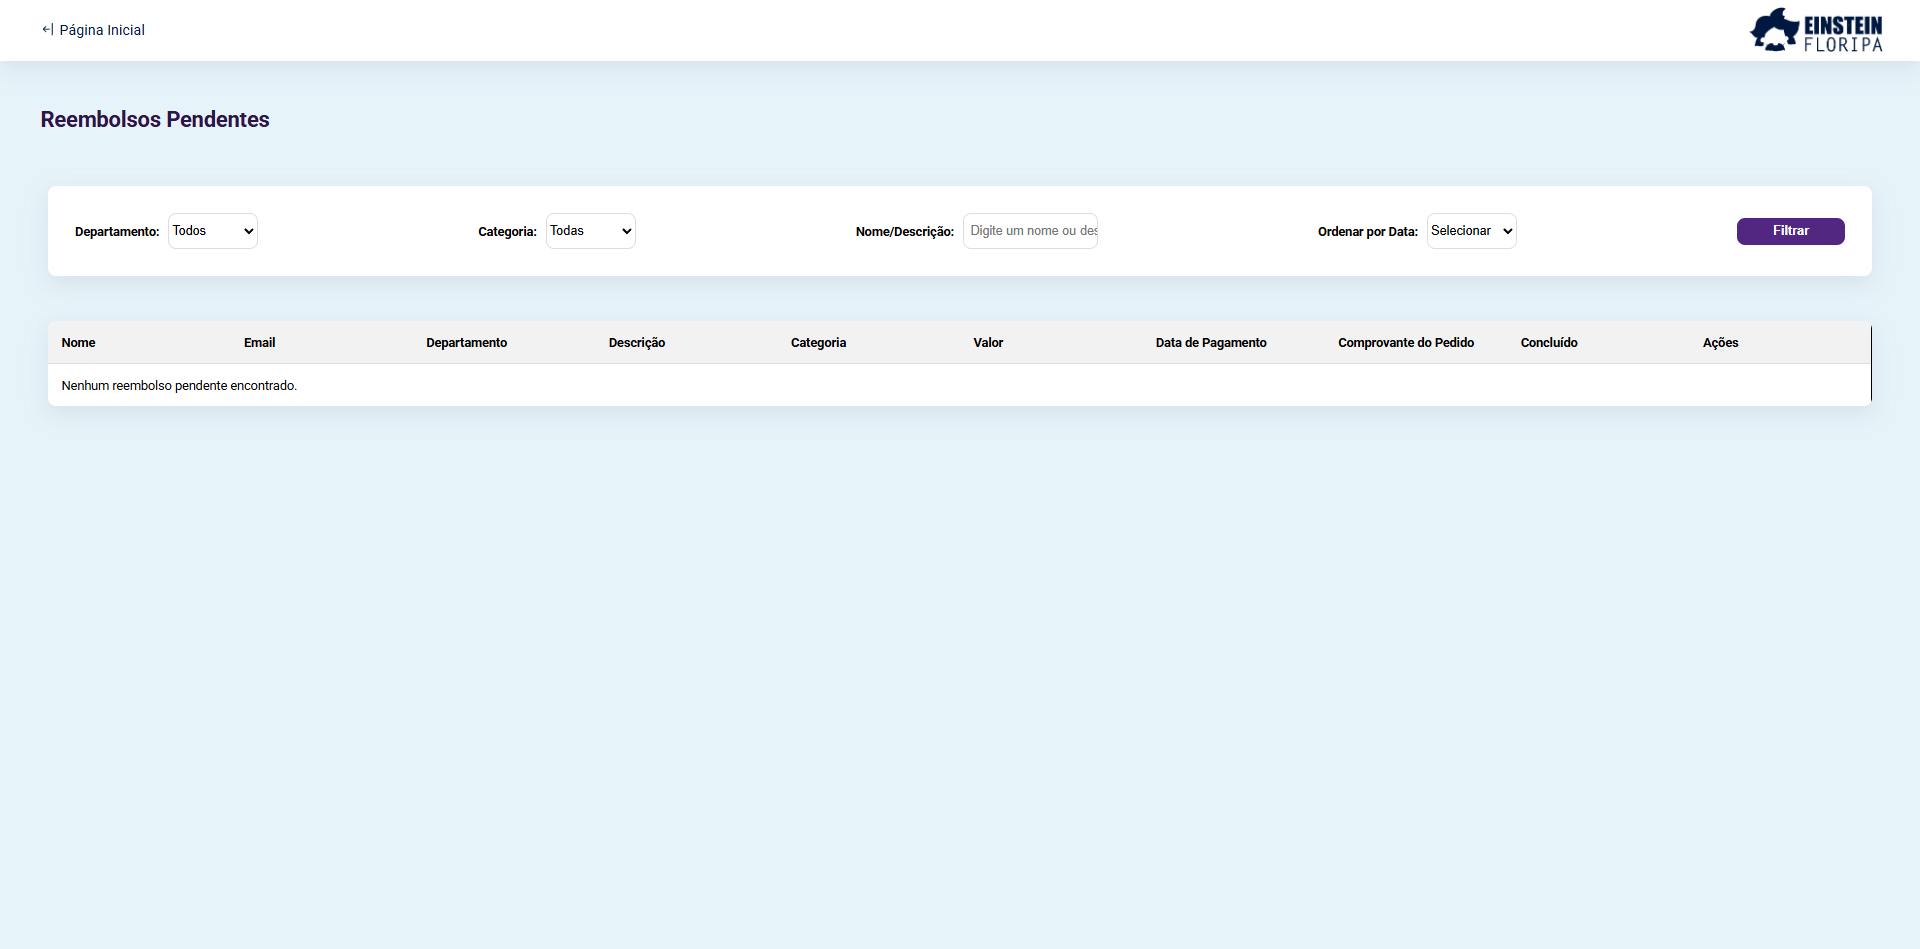 Página Inicial
EINSTEIN
FLORIPA
Reembolsos Pendentes
Departamento: Todos Categoria: Todas Nome/Descrição: Digite um nome ou des Ordenar por Data: Selecionar Filtrar
Nome Email Departamento Descrição Categoria Valor Data de Pagamento Comprovante do Pedido Concluído Ações
Nenhum reembolso pendente encontrado.